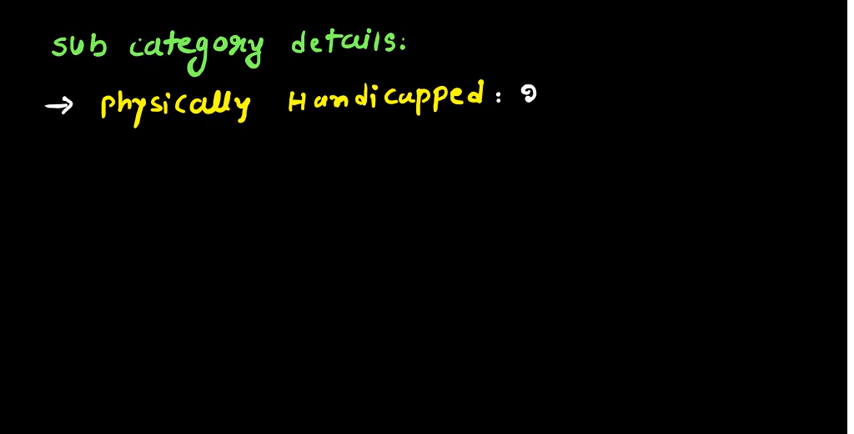 sub category details:
→ Physically Handicapped: